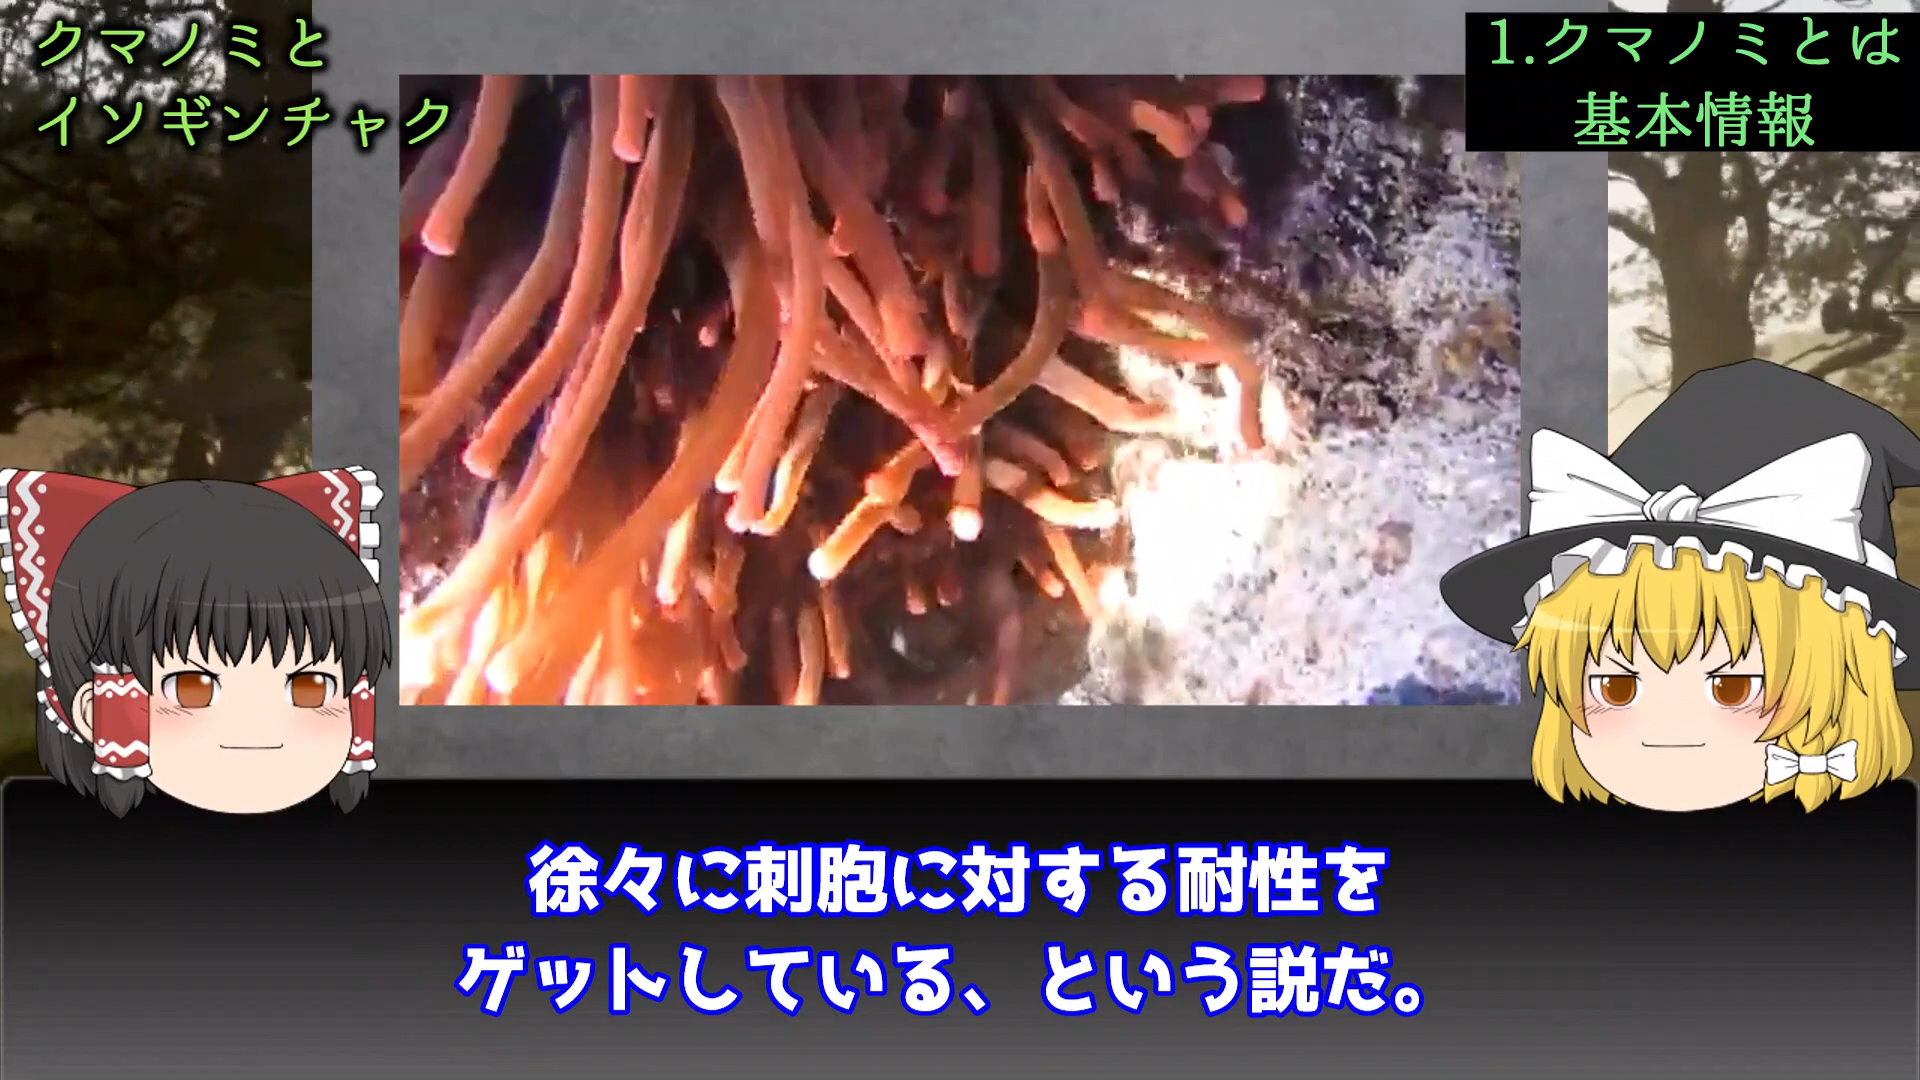 クマノミと
イソギンチャク
1.クマノミとは
基本情報
徐々に刺胞に対する耐性を
ゲットしている、という説だ。